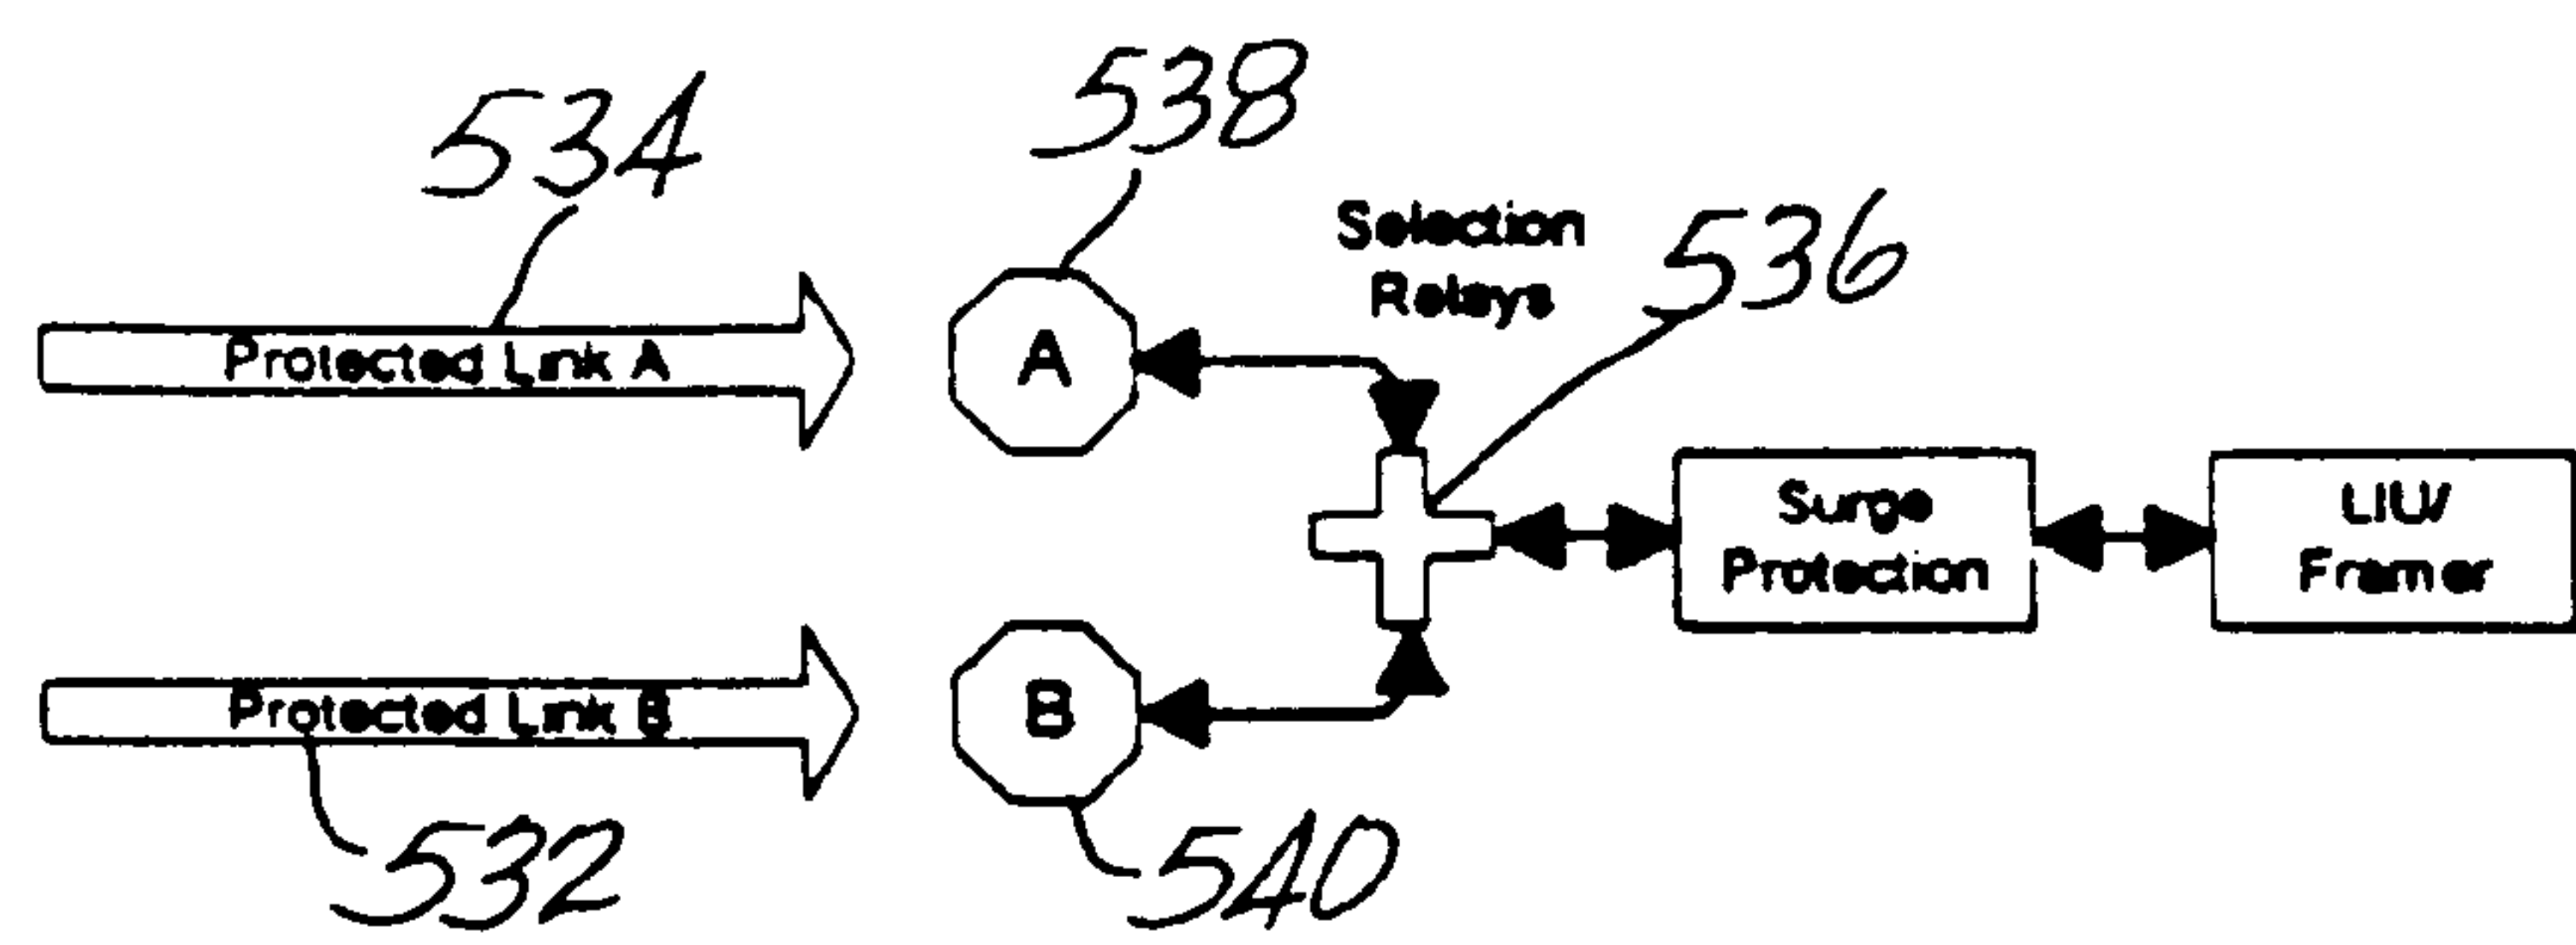 534
538
Selection
Relays
536
Protected Link A
A
Surge
Protection
LIU/
Framer
Protected Link B
B
532
540